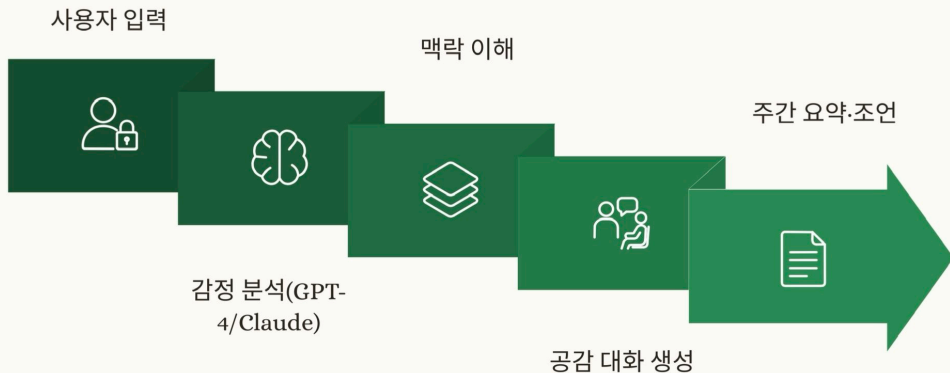 사용자 입력
감정 분석(GPT-
4/Claude)
맥락 이해
공감 대화 생성
주간 요약·조언